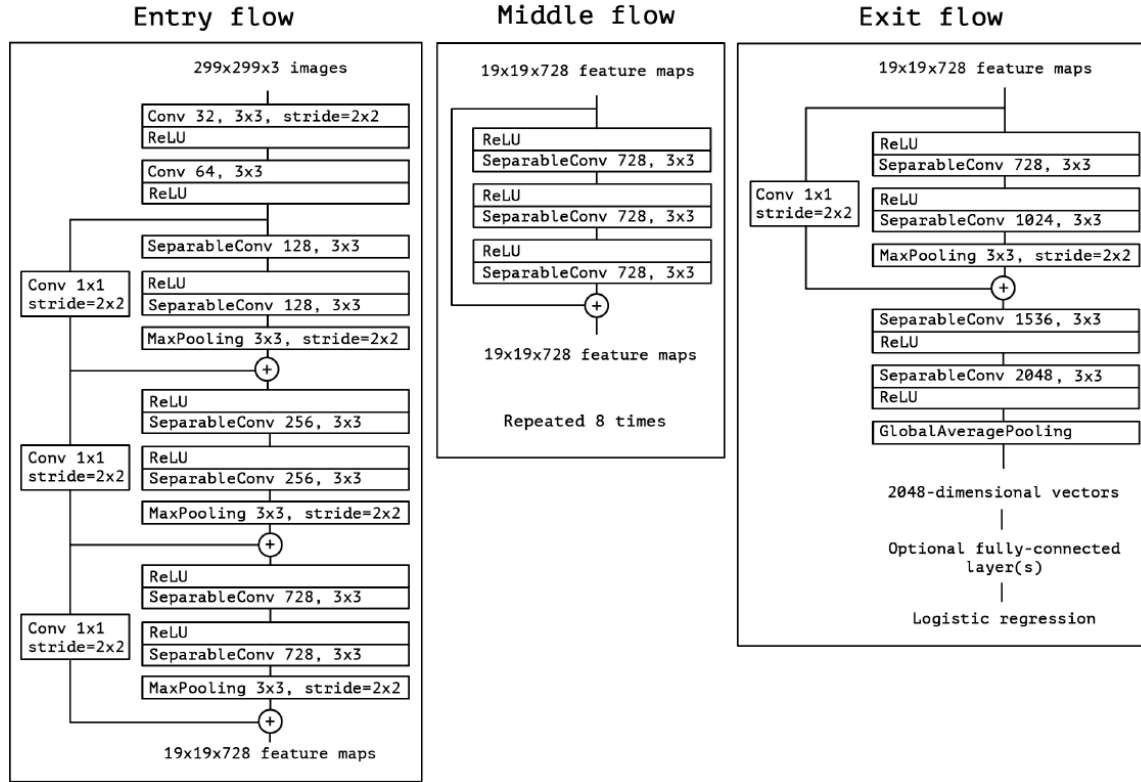 Entry flow
299x299x3 images
Conv 32, 3x3, stride=2x2
ReLU
Conv 64, 3x3
ReLU
SeparableConv 128, 3x3
Conv 1x1
stride=2x2
ReLU
SeparableConv 128, 3x3
MaxPooling 3x3, stride=2x2
+
ReLU
SeparableConv 256, 3x3
Conv 1x1
stride=2x2
ReLU
SeparableConv 256, 3x3
MaxPooling 3x3, stride=2x2
+
ReLU
SeparableConv 728, 3x3
Conv 1x1
stride=2x2
ReLU
SeparableConv 728, 3x3
MaxPooling 3x3, stride=2x2
+
19x19x728 feature maps
Middle flow
19x19x728 feature maps
ReLU
SeparableConv 728, 3x3
ReLU
SeparableConv 728, 3x3
ReLU
SeparableConv 728, 3x3
+
19x19x728 feature maps
Repeated 8 times
Exit flow
19x19x728 feature maps
ReLU
SeparableConv 728, 3x3
Conv 1x1
stride=2x2
ReLU
SeparableConv 1024, 3x3
MaxPooling 3x3, stride=2x2
+
SeparableConv 1536, 3x3
ReLU
SeparableConv 2048, 3x3
ReLU
GlobalAveragePooling
2048-dimensional vectors
Optional fully-connected
layer(s)
Logistic regression